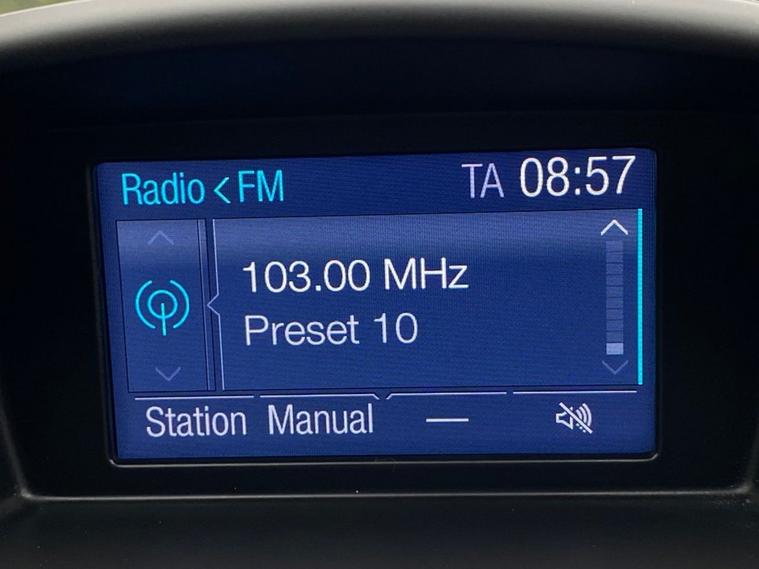 Radio < FM TA 08:57
103.00 MHz
Preset 10
Station Manual —